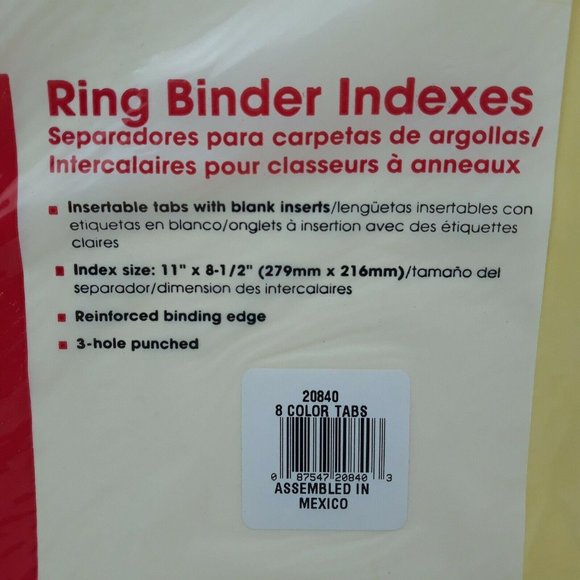 Ring Binder Indexes
Separadores para carpetas de argollas/
Intercalaires pour classeurs à anneaux
Insertable tabs with blank inserts/lengüetas insertables con
etiquetas en blanco/onglets à insertion avec des étiquettes
claires
Index size: 11" x 8-1/2" (279mm x 216mm)/tamaño del
separador/dimension des intercalaires
Reinforced binding edge
3-hole punched
20840
8 COLOR TABS
0 87547 20840 3
ASSEMBLED IN
MEXICO